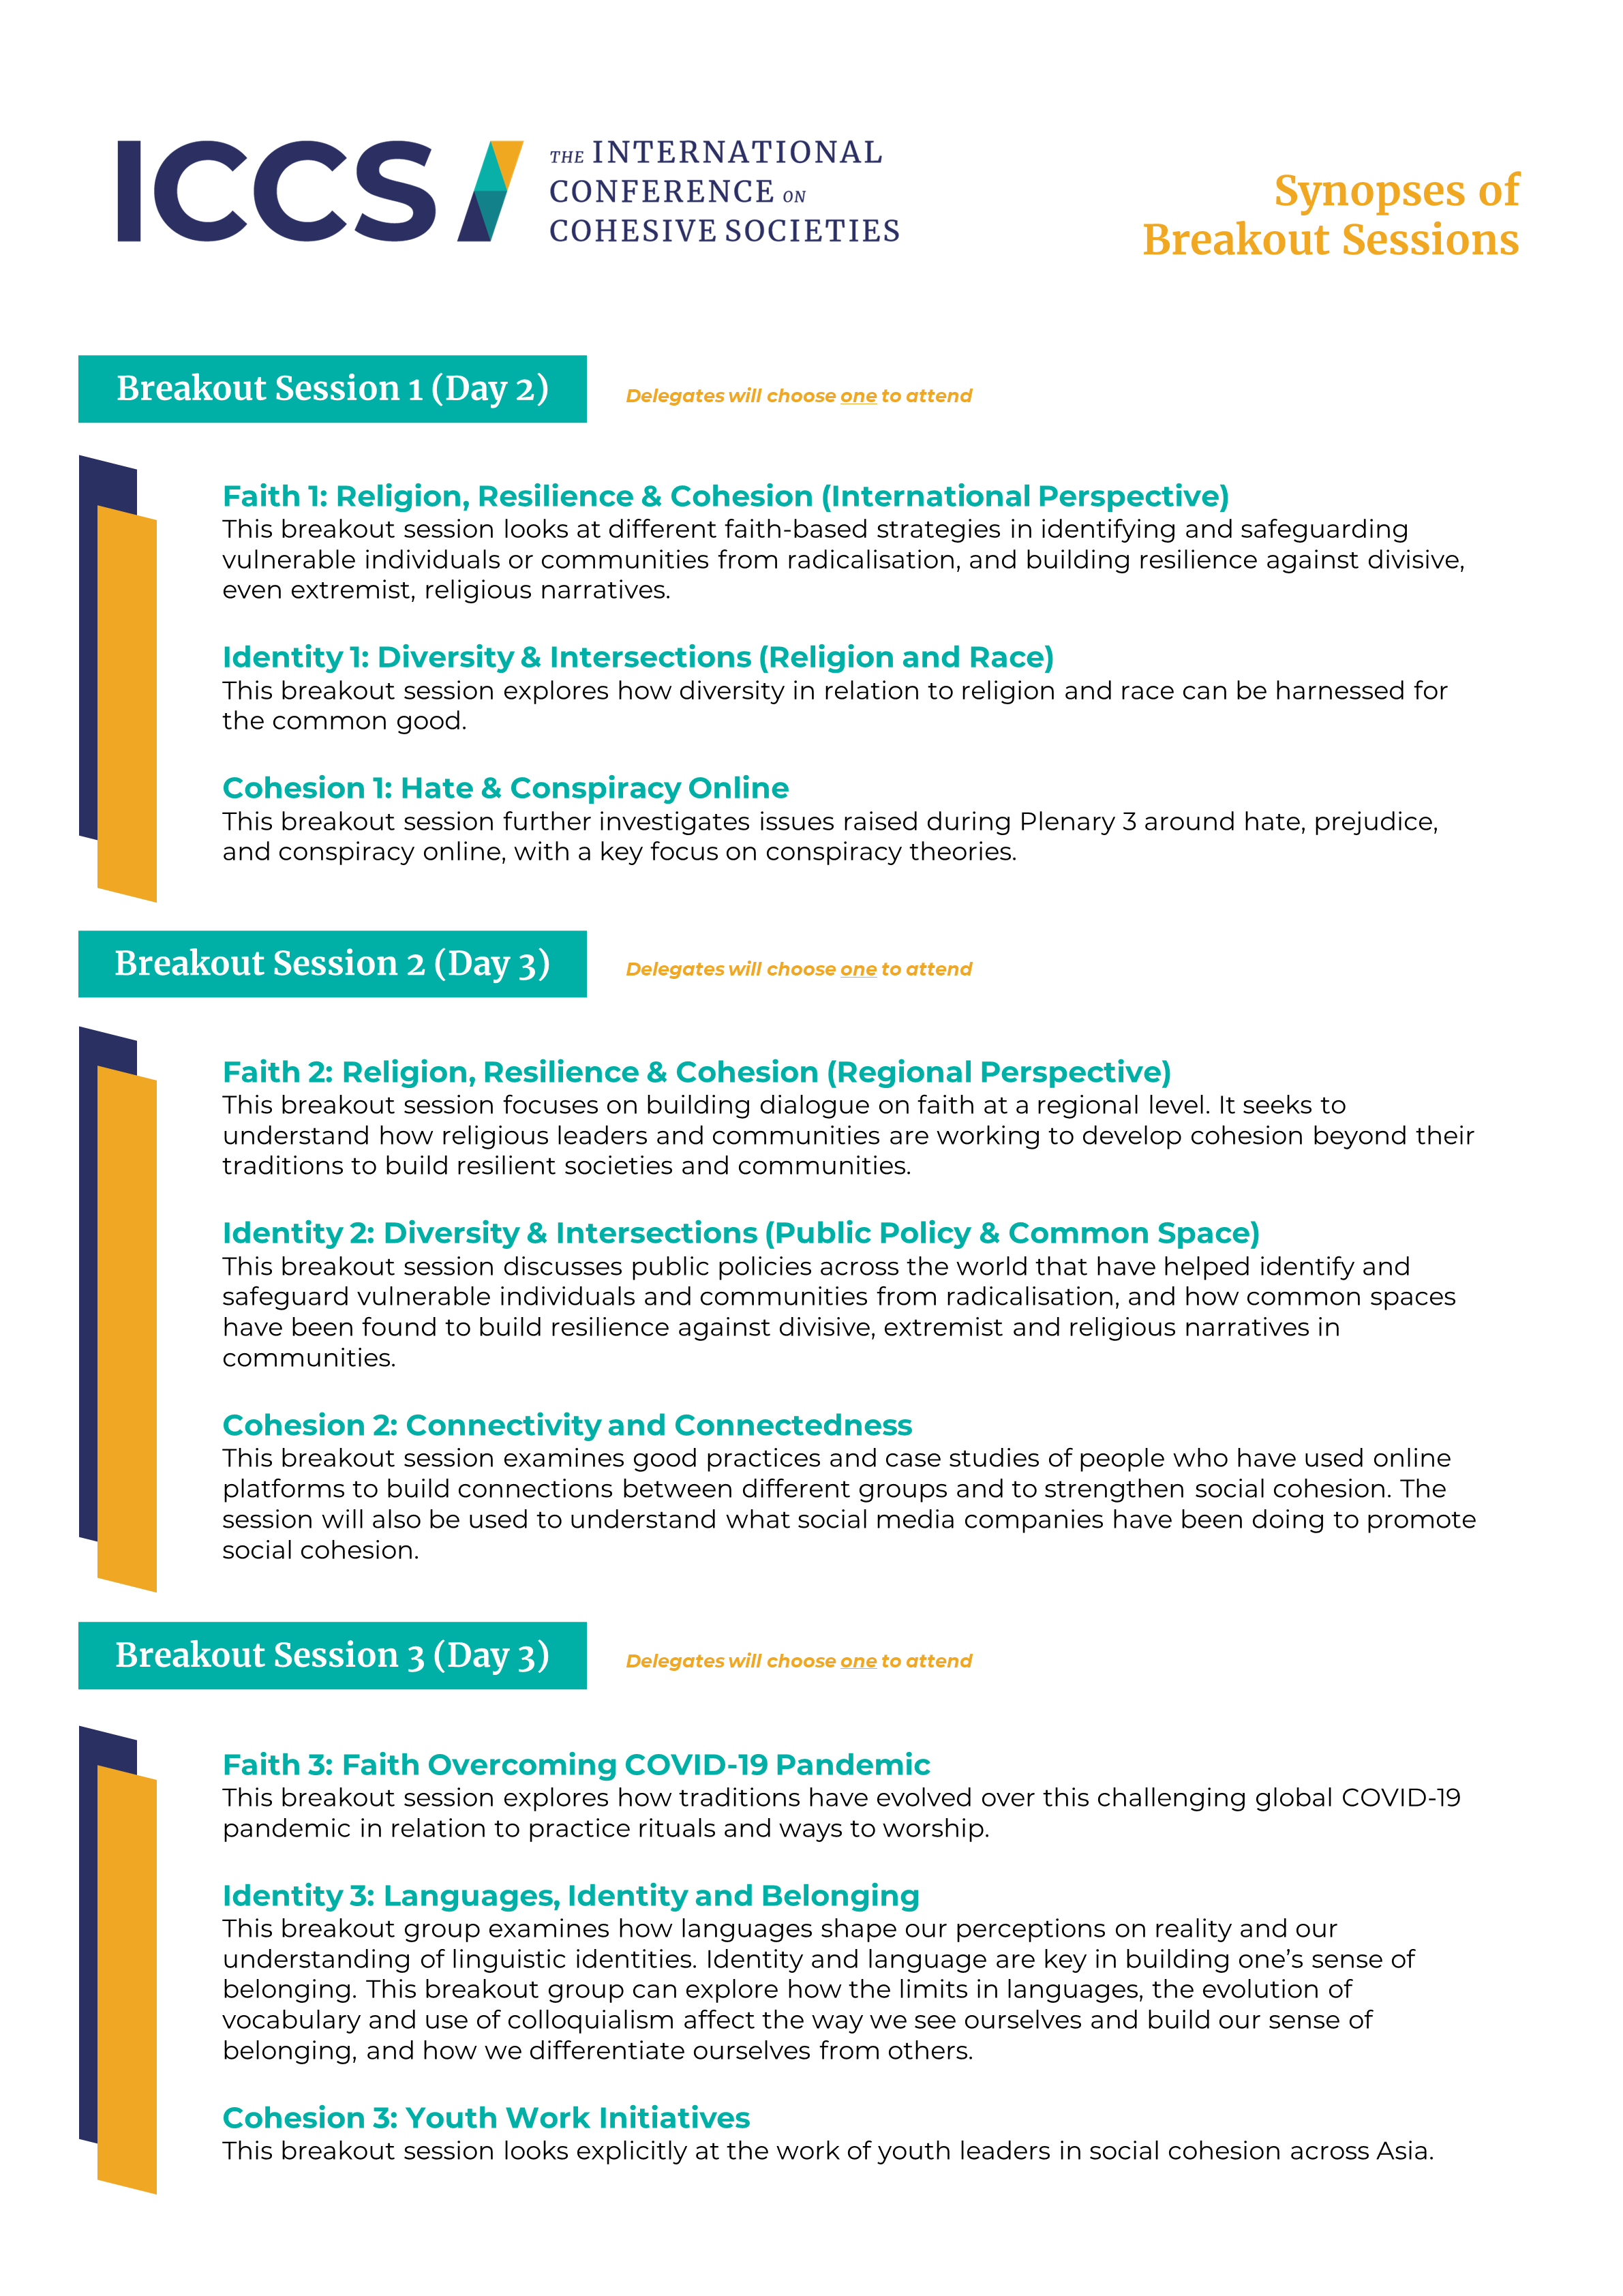 ICCS
THE INTERNATIONAL
CONFERENCE ON
COHESIVE SOCIETIES
Synopses of
Breakout Sessions
Breakout Session 1 (Day 2)
Delegates will choose one to attend
Faith 1: Religion, Resilience & Cohesion (International Perspective)
This breakout session looks at different faith-based strategies in identifying and safeguarding
vulnerable individuals or communities from radicalisation, and building resilience against divisive,
even extremist, religious narratives.
Identity 1: Diversity & Intersections (Religion and Race)
This breakout session explores how diversity in relation to religion and race can be harnessed for
the common good.
Cohesion 1: Hate & Conspiracy Online
This breakout session further investigates issues raised during Plenary 3 around hate, prejudice,
and conspiracy online, with a key focus on conspiracy theories.
Breakout Session 2 (Day 3)
Delegates will choose one to attend
Faith 2: Religion, Resilience & Cohesion (Regional Perspective)
This breakout session focuses on building dialogue on faith at a regional level. It seeks to
understand how religious leaders and communities are working to develop cohesion beyond their
traditions to build resilient societies and communities.
Identity 2: Diversity & Intersections (Public Policy & Common Space)
This breakout session discusses public policies across the world that have helped identify and
safeguard vulnerable individuals and communities from radicalisation, and how common spaces
have been found to build resilience against divisive, extremist and religious narratives in
communities.
Cohesion 2: Connectivity and Connectedness
This breakout session examines good practices and case studies of people who have used online
platforms to build connections between different groups and to strengthen social cohesion. The
session will also be used to understand what social media companies have been doing to promote
social cohesion.
Breakout Session 3 (Day 3)
Delegates will choose one to attend
Faith 3: Faith Overcoming COVID-19 Pandemic
This breakout session explores how traditions have evolved over this challenging global COVID-19
pandemic in relation to practice rituals and ways to worship.
Identity 3: Languages, Identity and Belonging
This breakout group examines how languages shape our perceptions on reality and our
understanding of linguistic identities. Identity and language are key in building one’s sense of
belonging. This breakout group can explore how the limits in languages, the evolution of
vocabulary and use of colloquialism affect the way we see ourselves and build our sense of
belonging, and how we differentiate ourselves from others.
Cohesion 3: Youth Work Initiatives
This breakout session looks explicitly at the work of youth leaders in social cohesion across Asia.